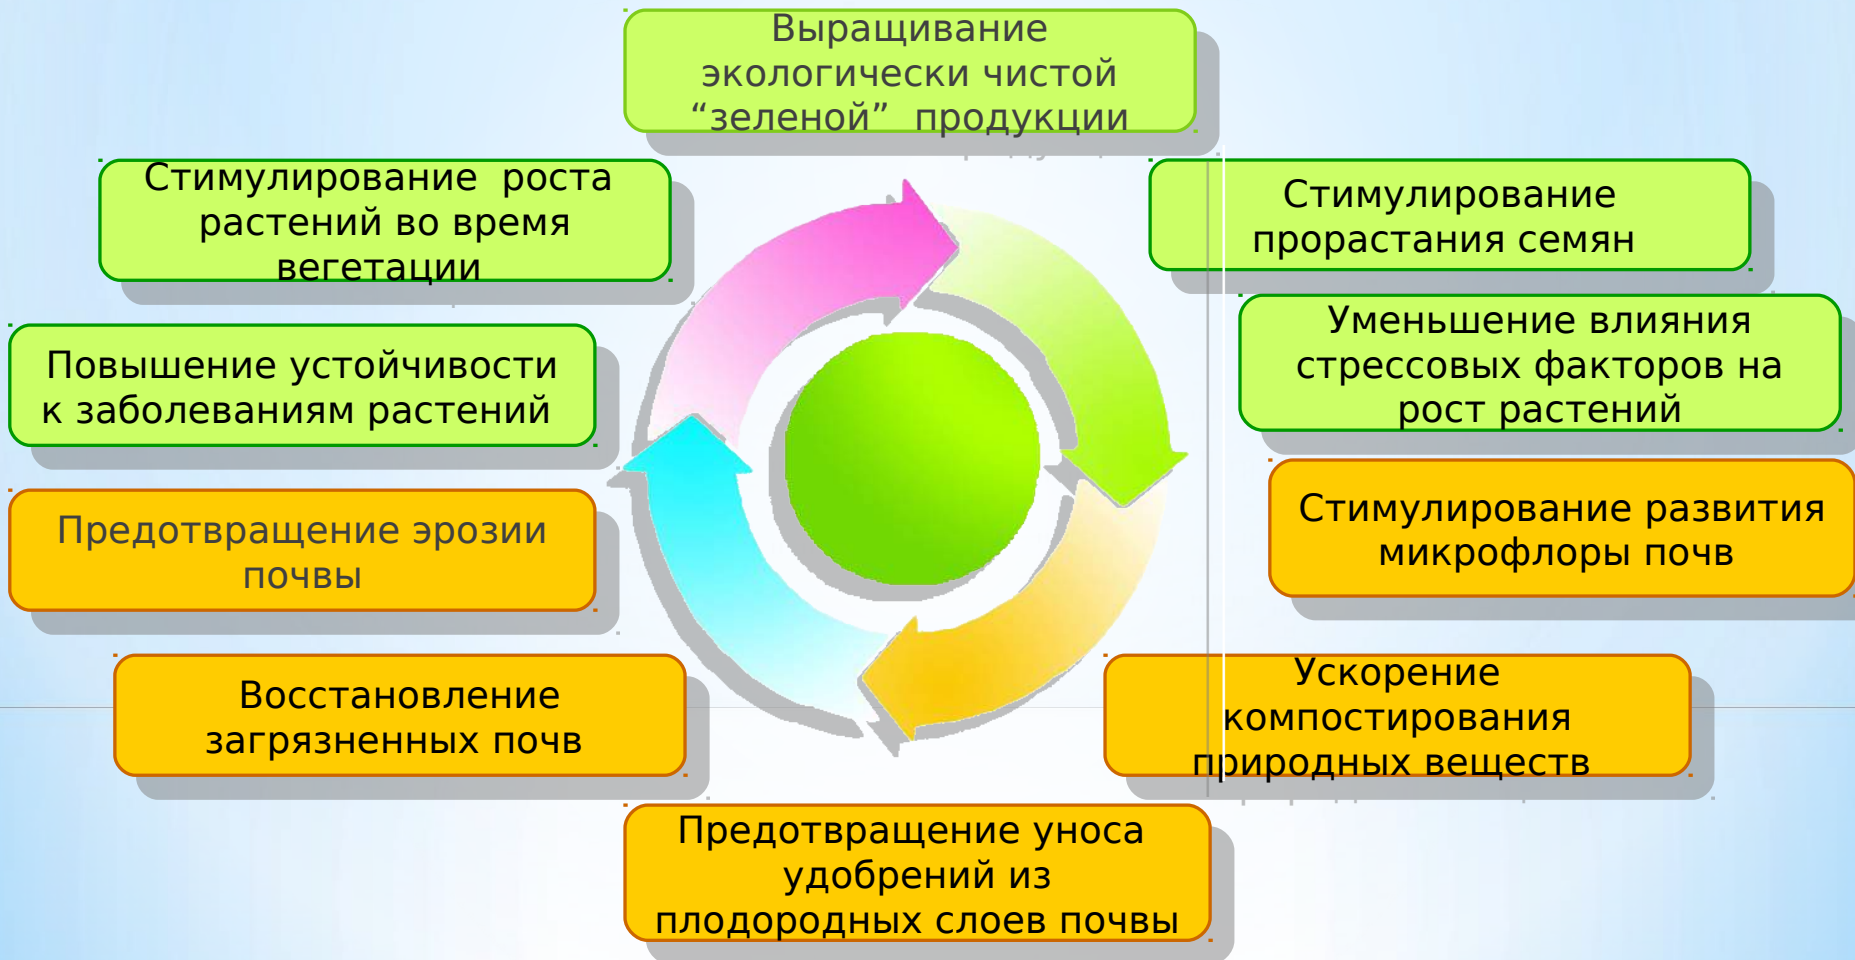 Выращивание
экологически чистой
“зеленой”  продукции
Стимулирование  роста
растений во время
вегетации
Стимулирование
прорастания семян
Повышение устойчивости
к заболеваниям растений
Уменьшение влияния
стрессовых факторов на
рост растений
Предотвращение эрозии
почвы
Стимулирование развития
микрофлоры почв
Восстановление
загрязненных почв
Ускорение
компостирования
природных веществ
Предотвращение уноса
удобрений из
плодородных слоев почвы